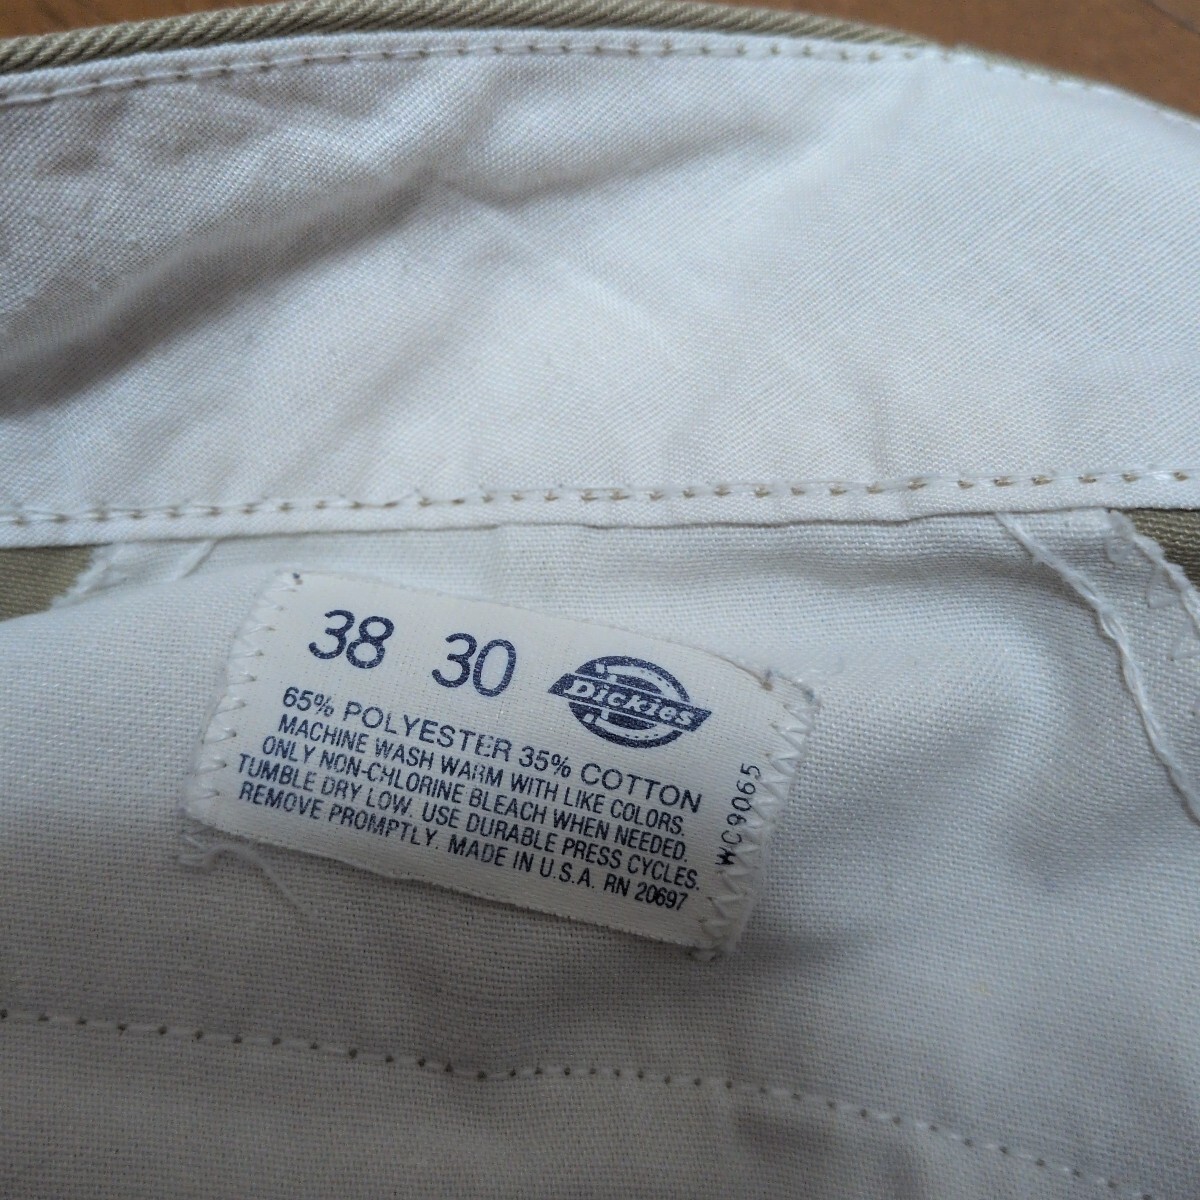 38 30 Dickies
65% POLYESTER 35% COTTON
MACHINE WASH WARM WITH LIKE COLORS.
ONLY NON-CHLORINE BLEACH WHEN NEEDED.
TUMBLE DRY LOW. USE DURABLE PRESS CYCLES.
REMOVE PROMPTLY. MADE IN U.S.A. RN 20697
WC9065